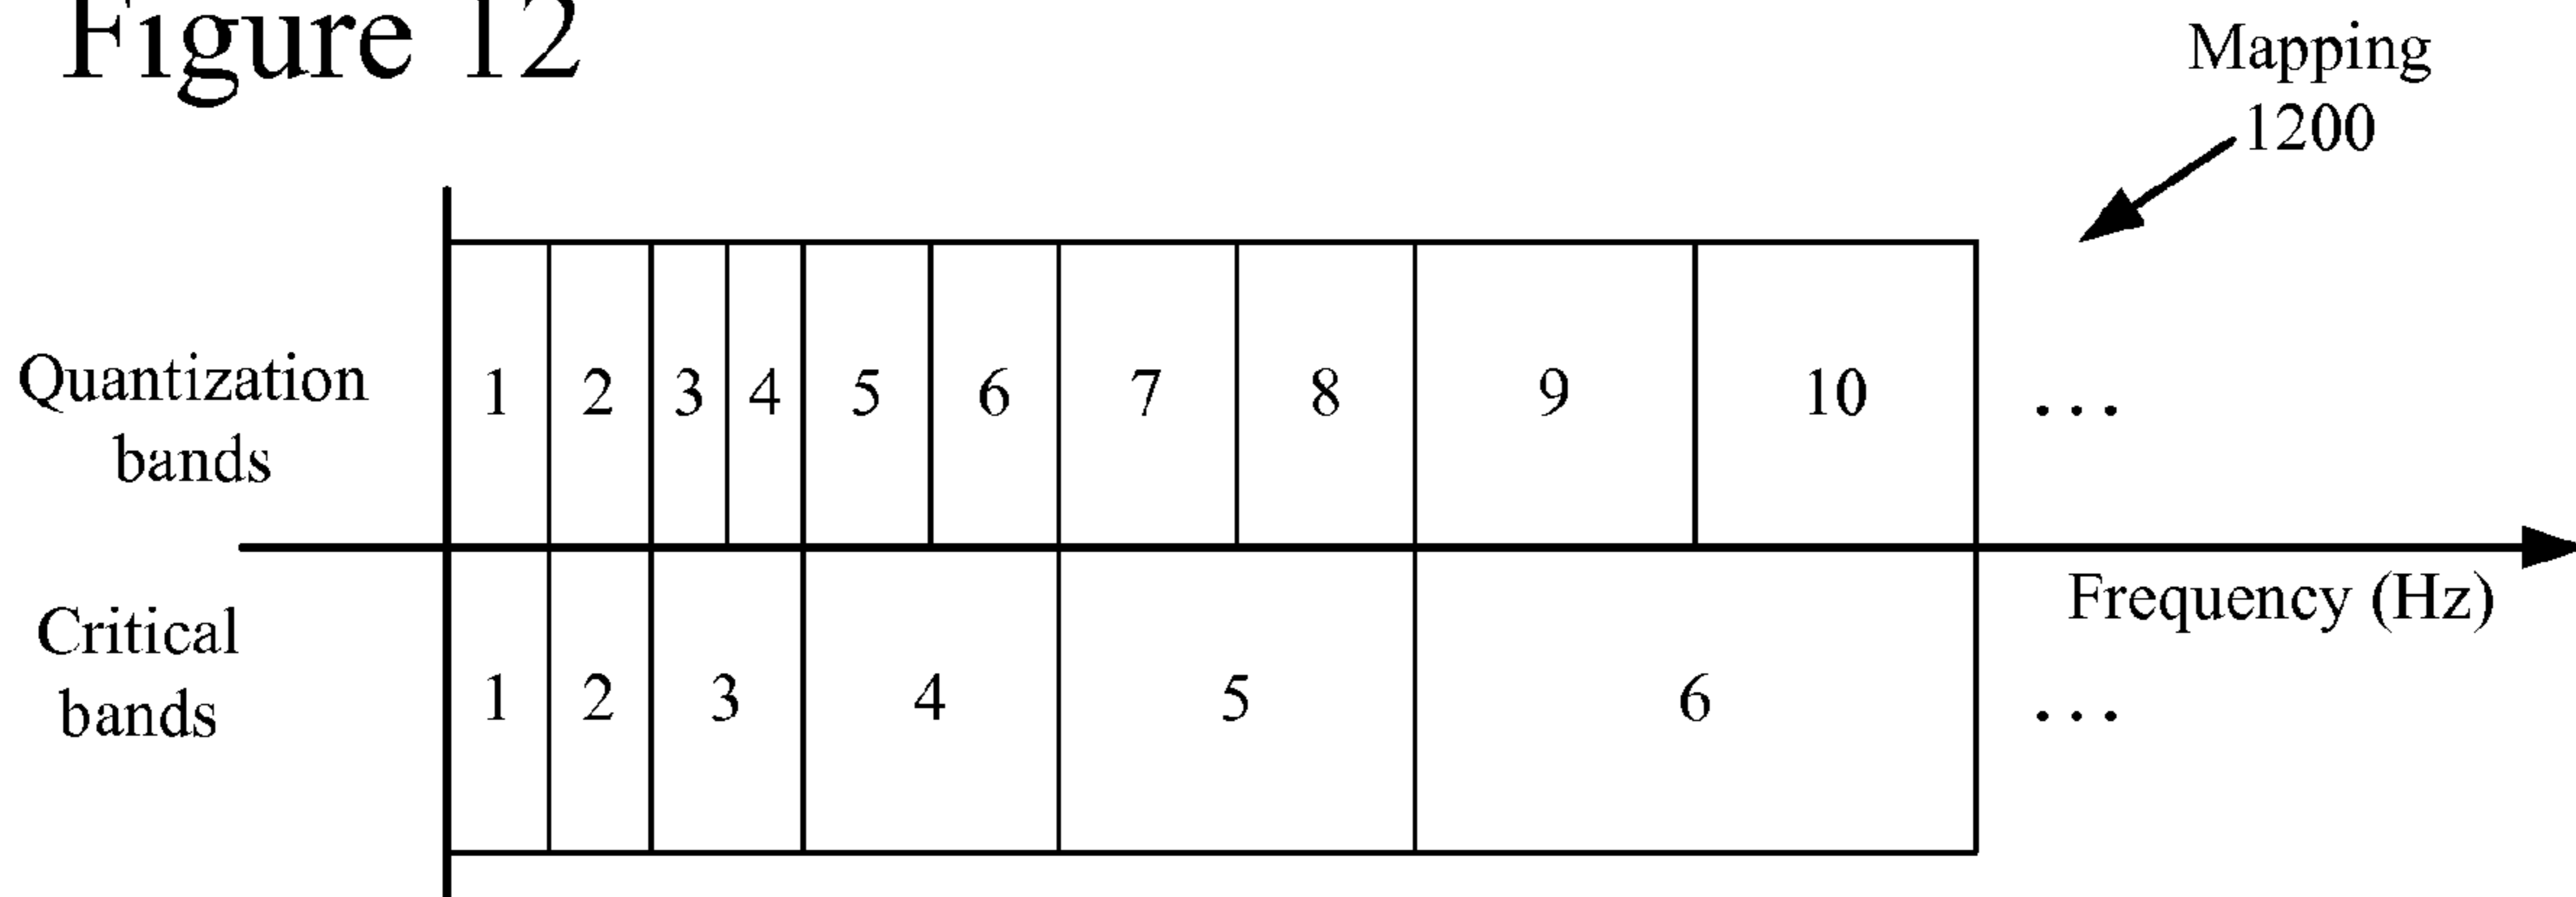 Figure 12
Mapping
1200
Quantization
bands
1 2 3 4 5 6 7 8 9 10 ...
Frequency (Hz)
Critical
bands
1 2 3 4 5 6 ...